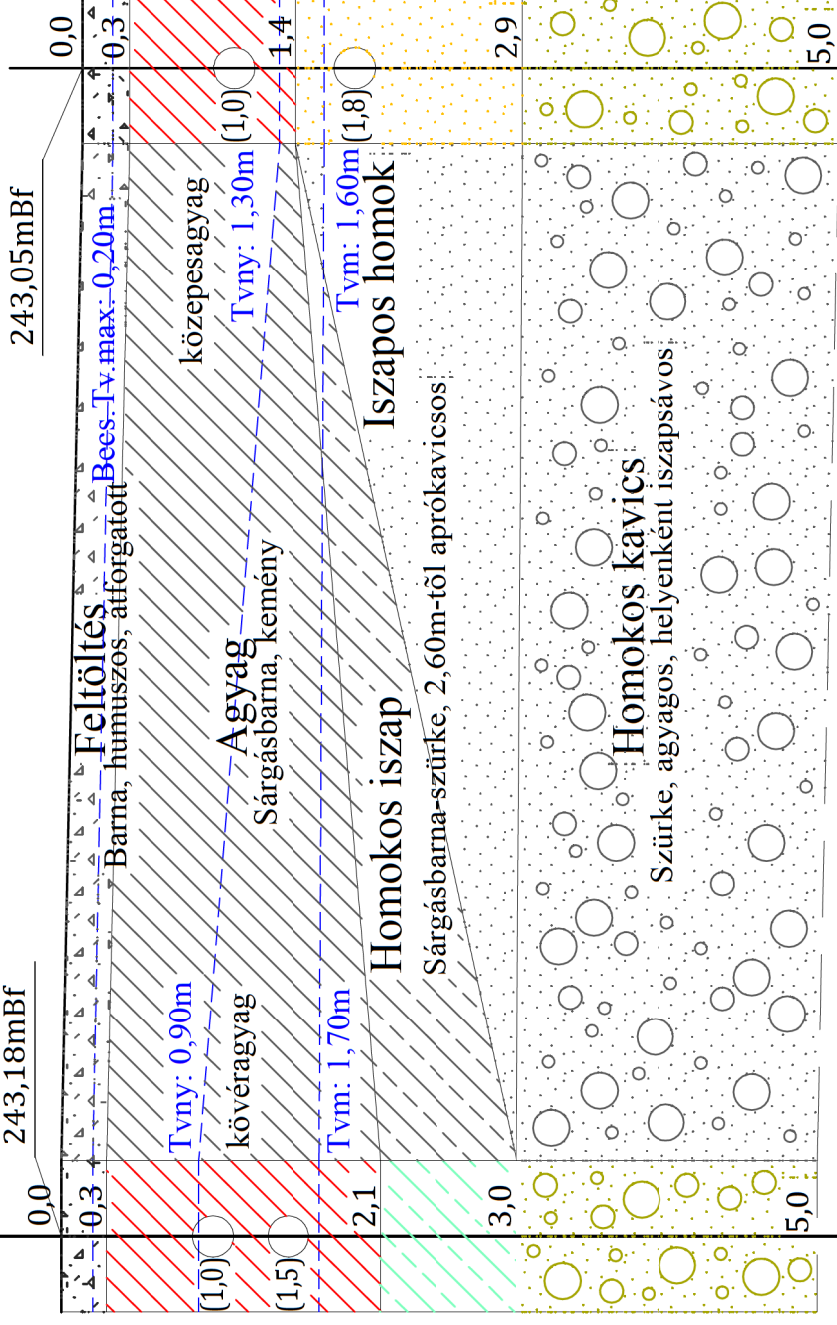 243,18mBf
243,05mBf
0,0
0,0
0,3
0,3
Becs.Tv.max: 0,20m
Feltöltés
Barna, humuszos, átforgatott
Tvny: 0,90m
közepesagyag
(1,0)
kövéragyag
Agyag
Sárgásbarna, kemény
Tvny: 1,30m
(1,0)
1,4
(1,5)
Tvm: 1,70m
Tvm: 1,60m
(1,8)
2,1
Homokos iszap
Iszapos homok
Sárgásbarna-szürke, 2,60m-tõl aprókavicsos
3,0
2,9
Homokos kavics
Szürke, agyagos, helyenként iszapsávos
5,0
5,0